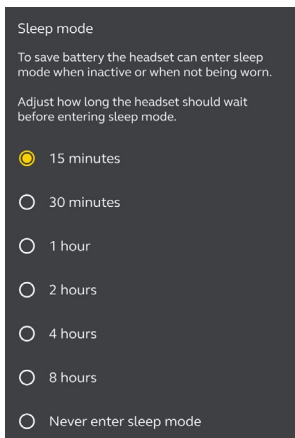 Sleep mode
To save battery the headset can enter sleep
mode when inactive or when not being worn.
Adjust how long the headset should wait
before entering sleep mode.
15 minutes
30 minutes
1 hour
2 hours
4 hours
8 hours
Never enter sleep mode